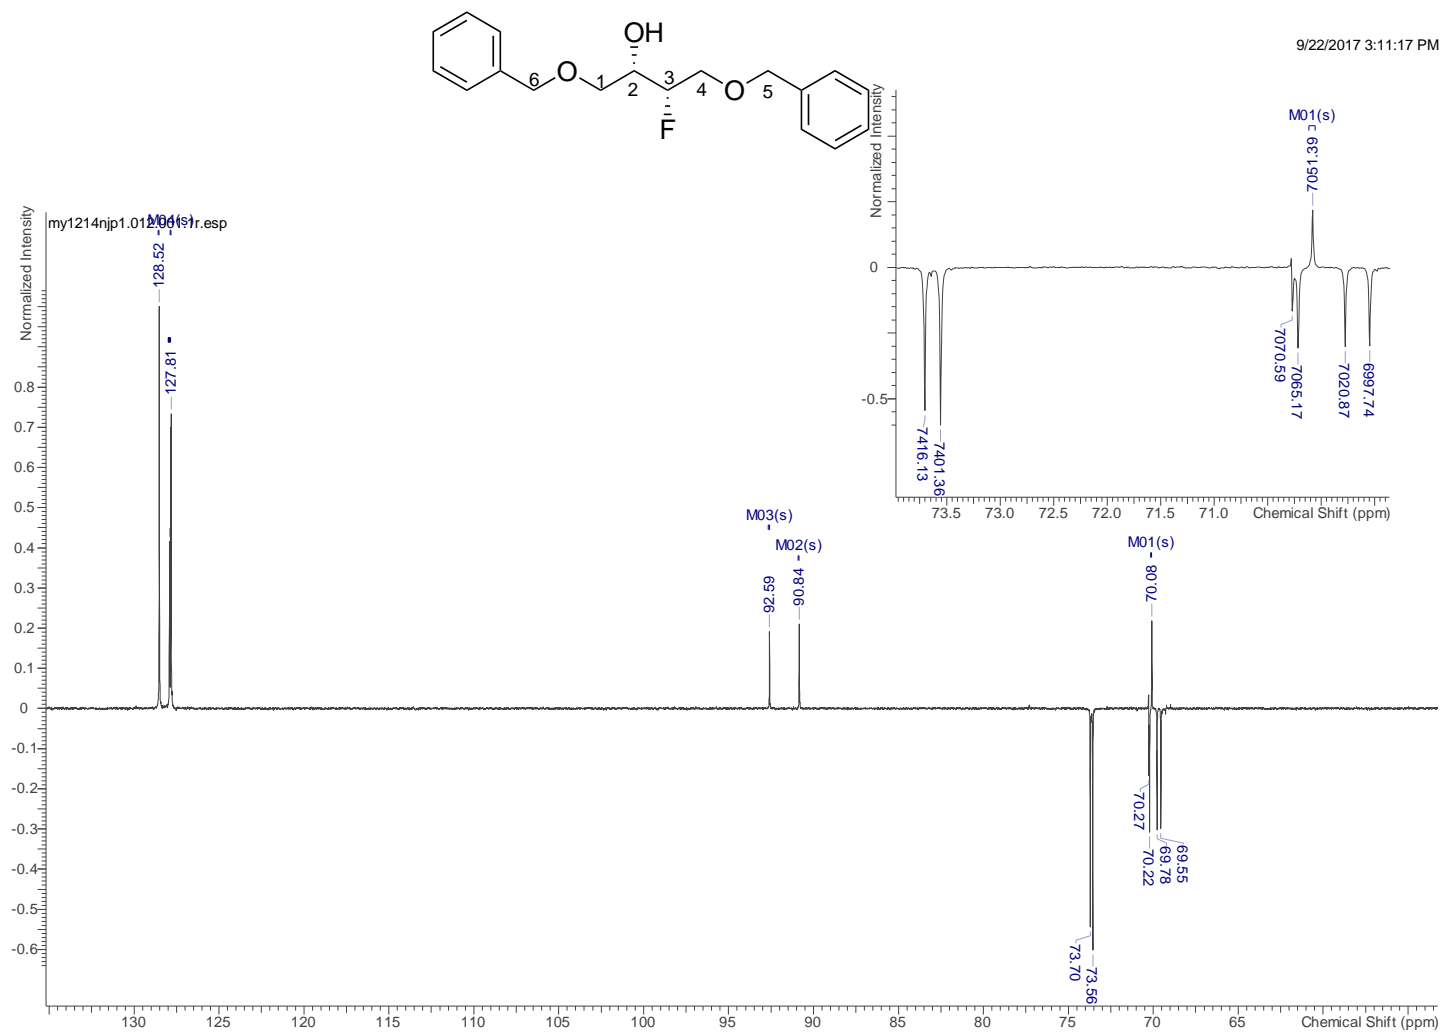 OH
9/22/2017 3:11:17 PM
6
O
1
2
3
4
O
5
F
Normalized Intensity
M01(s)
7051.39
0
-0.5
7416.13
7401.36
7070.59
7065.17
7020.87
6997.74
73.5 73.0 72.5 72.0 71.5 71.0 Chemical Shift (ppm)
Normalized Intensity
my1214njp1.012.001.1r.esp
M04(s)
128.52
127.81
M03(s)
92.59
M02(s)
90.84
M01(s)
70.08
0.8
0.7
0.6
0.5
0.4
0.3
0.2
0.1
0
-0.1
-0.2
-0.3
-0.4
-0.5
-0.6
73.70
73.56
70.27
70.22
69.78
69.55
130 125 120 115 110 105 100 95 90 85 80 75 70 65 Chemical Shift (ppm)